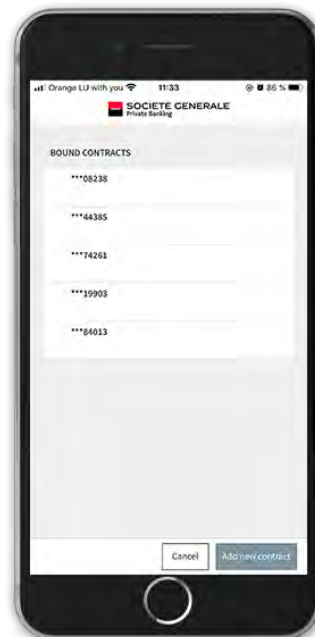 Orange LU with you 11:33 86 %
SOCIETE GENERALE
Private Banking
BOUND CONTRACTS
***08238
***44385
***74261
***19903
***84013
Cancel Add new contract